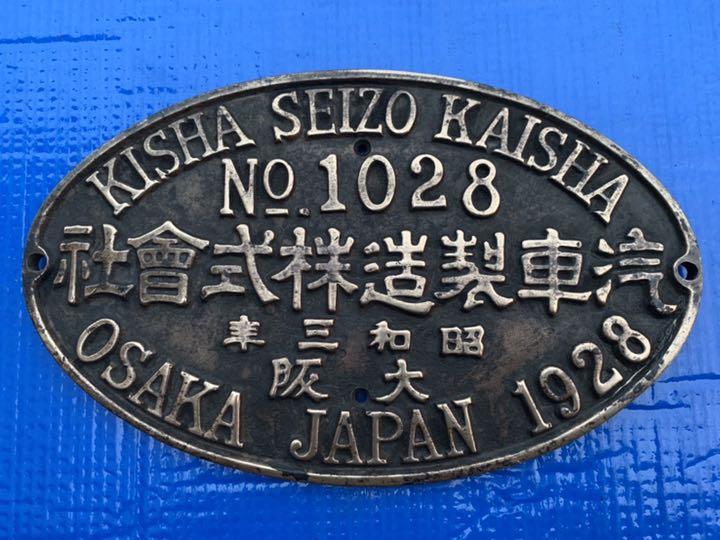 KISHA SEIZO KAISHA
No. 1028
社會式株造製車汽
年三和昭
阪大
OSAKA JAPAN 1928